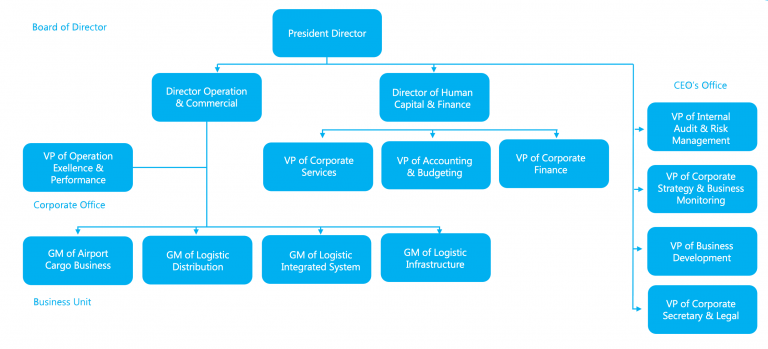 Board of Director
President Director
Director Operation
& Commercial
Director of Human
Capital & Finance
CEO's Office
VP of Internal
Audit & Risk
Management
VP of Operation
Exellence &
Performance
VP of Corporate
Services
VP of Accounting
& Budgeting
VP of Corporate
Finance
VP of Corporate
Strategy & Business
Monitoring
Corporate Office
GM of Airport
Cargo Business
GM of Logistic
Distribution
GM of Logistic
Integrated System
GM of Logistic
Infrastructure
VP of Business
Development
Business Unit
VP of Corporate
Secretary & Legal